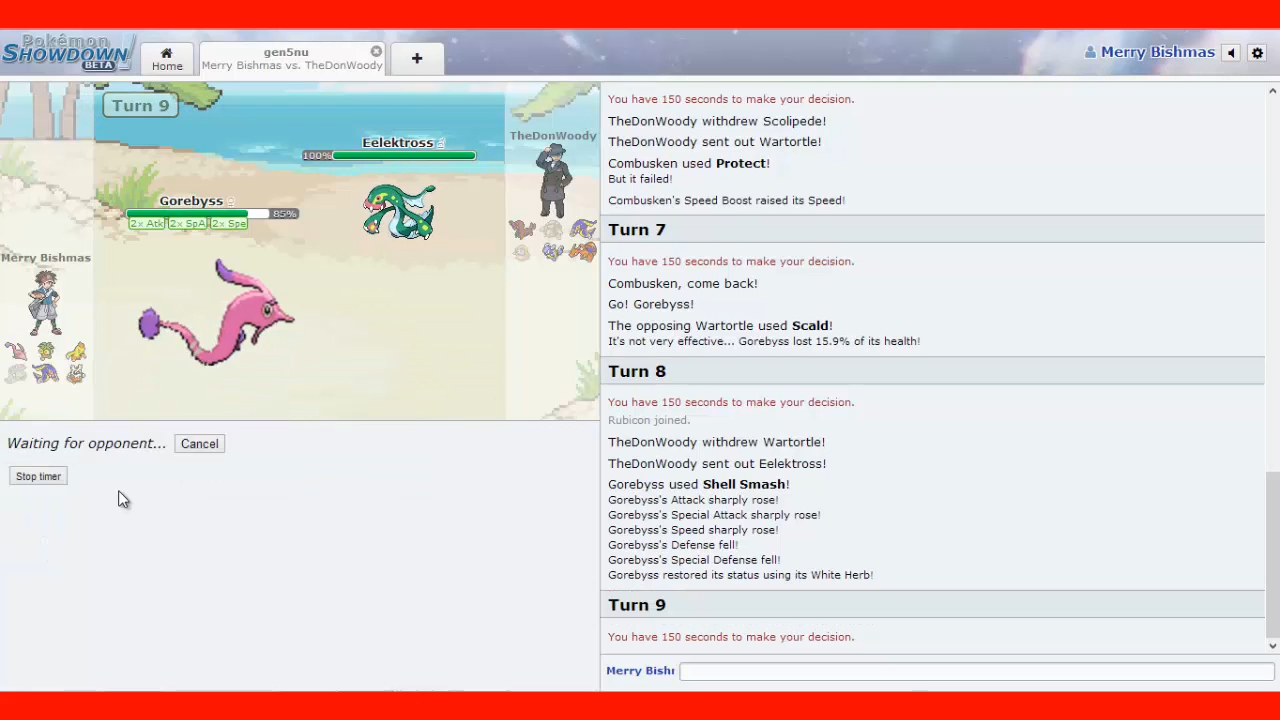 Pokémon
SHOWDOWN
BETA
Home
gen5nu
Merry Bishmas vs. TheDonWoody
+
Merry Bishmas
Turn 9
TheDonWoody
Eelektross
100%
Gorebyss
85%
2x Atk 2x SpA 2x Spe
Merry Bishmas
Waiting for opponent... Cancel
Stop timer
You have 150 seconds to make your decision.
TheDonWoody withdrew Scolipede!
TheDonWoody sent out Wartortle!
Combusken used Protect!
But it failed!
Combusken's Speed Boost raised its Speed!
Turn 7
You have 150 seconds to make your decision.
Combusken, come back!
Go! Gorebyss!
The opposing Wartortle used Scald!
It's not very effective... Gorebyss lost 15.9% of its health!
Turn 8
You have 150 seconds to make your decision.
Rubicon joined.
TheDonWoody withdrew Wartortle!
TheDonWoody sent out Eelektross!
Gorebyss used Shell Smash!
Gorebyss's Attack sharply rose!
Gorebyss's Special Attack sharply rose!
Gorebyss's Speed sharply rose!
Gorebyss's Defense fell!
Gorebyss's Special Defense fell!
Gorebyss restored its status using its White Herb!
Turn 9
You have 150 seconds to make your decision.
Merry Bishr